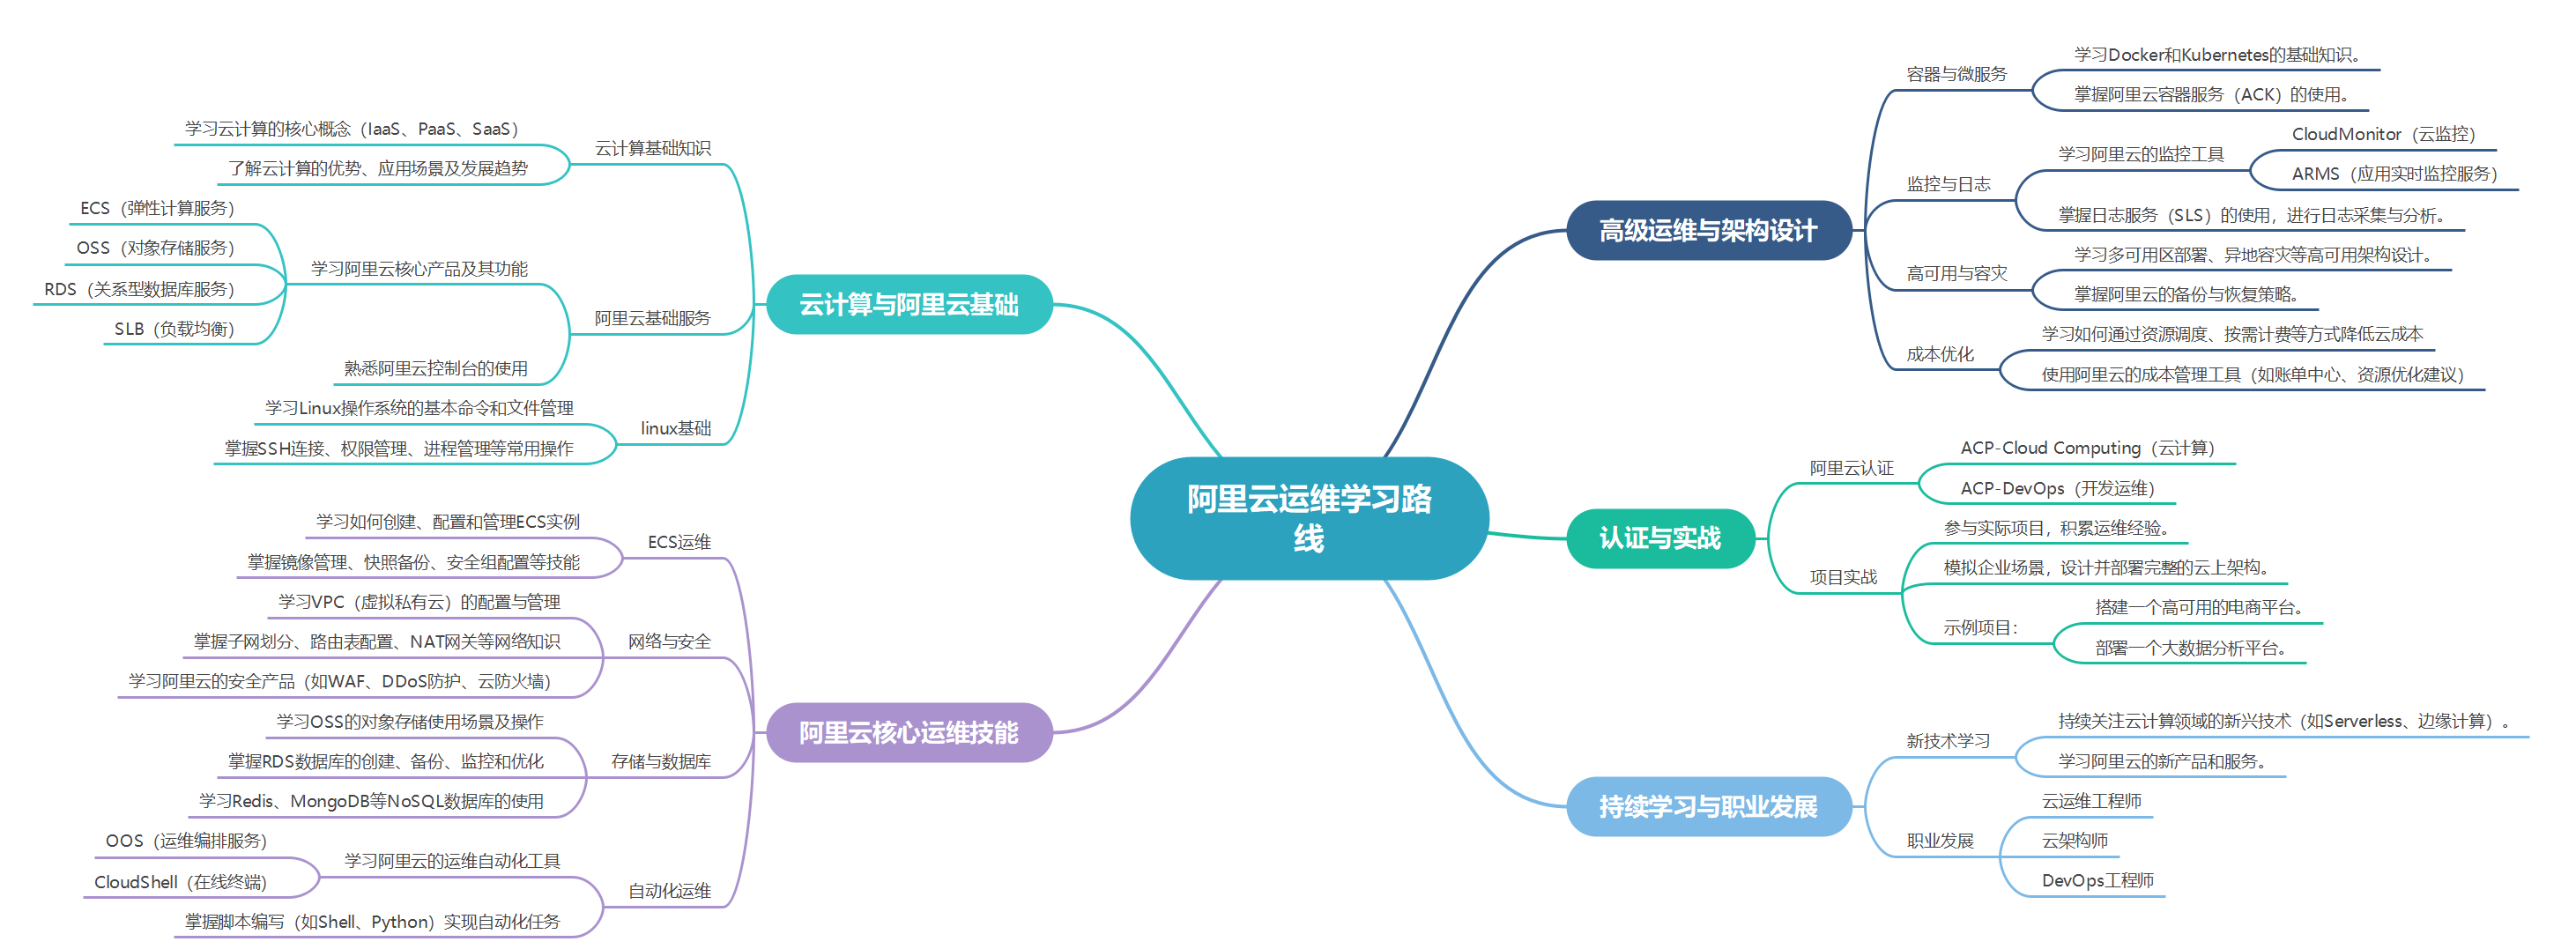 阿里云运维学习路
线
云计算与阿里云基础
云计算基础知识
学习云计算的核心概念（IaaS、PaaS、SaaS）
了解云计算的优势、应用场景及发展趋势
阿里云基础服务
学习阿里云核心产品及其功能
ECS（弹性计算服务）
OSS（对象存储服务）
RDS（关系型数据库服务）
SLB（负载均衡）
熟悉阿里云控制台的使用
linux基础
学习Linux操作系统的基本命令和文件管理
掌握SSH连接、权限管理、进程管理等常用操作
阿里云核心运维技能
ECS运维
学习如何创建、配置和管理ECS实例
掌握镜像管理、快照备份、安全组配置等技能
网络与安全
学习VPC（虚拟私有云）的配置与管理
掌握子网划分、路由表配置、NAT网关等网络知识
学习阿里云的安全产品（如WAF、DDoS防护、云防火墙）
存储与数据库
学习OSS的对象存储使用场景及操作
掌握RDS数据库的创建、备份、监控和优化
学习Redis、MongoDB等NoSQL数据库的使用
自动化运维
学习阿里云的运维自动化工具
OOS（运维编排服务）
CloudShell（在线终端）
掌握脚本编写（如Shell、Python）实现自动化任务
高级运维与架构设计
容器与微服务
学习Docker和Kubernetes的基础知识。
掌握阿里云容器服务（ACK）的使用。
监控与日志
学习阿里云的监控工具
CloudMonitor（云监控）
ARMS（应用实时监控服务）
掌握日志服务（SLS）的使用，进行日志采集与分析。
高可用与容灾
学习多可用区部署、异地容灾等高可用架构设计。
掌握阿里云的备份与恢复策略。
成本优化
学习如何通过资源调度、按需计费等方式降低云成本
使用阿里云的成本管理工具（如账单中心、资源优化建议）
认证与实战
阿里云认证
ACP-Cloud Computing（云计算）
ACP-DevOps（开发运维）
项目实战
参与实际项目，积累运维经验。
模拟企业场景，设计并部署完整的云上架构。
示例项目：
搭建一个高可用的电商平台。
部署一个大数据分析平台。
持续学习与职业发展
新技术学习
持续关注云计算领域的新兴技术（如Serverless、边缘计算）。
学习阿里云的新产品和服务。
职业发展
云运维工程师
云架构师
DevOps工程师